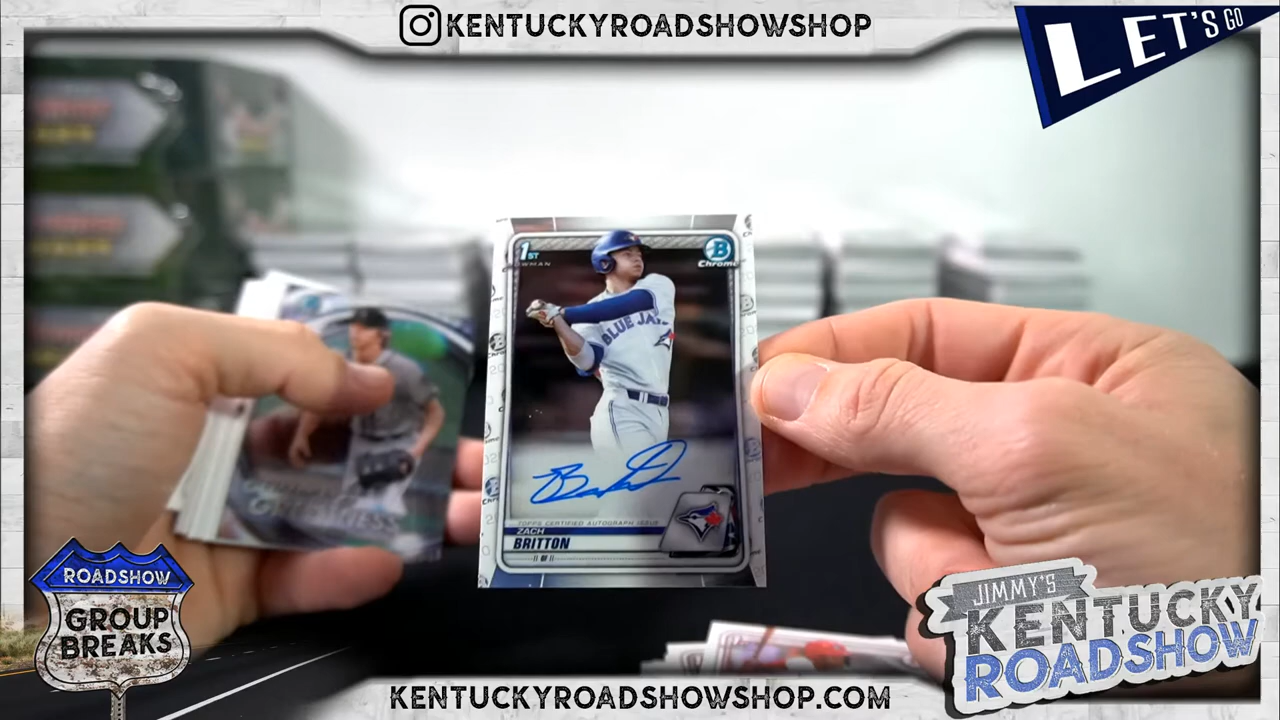 KENTUCKYROADSHOWSHOP
LET'S GO
1ST
BOWMAN
B
Chrome
BLUE JAYS
TOPPS CERTIFIED AUTOGRAPH ISSUE
ZACH
BRITTON
ROADSHOW
GROUP
BREAKS
JIMMY'S
KENTUCKY
ROADSHOW
KENTUCKYROADSHOWSHOP.COM